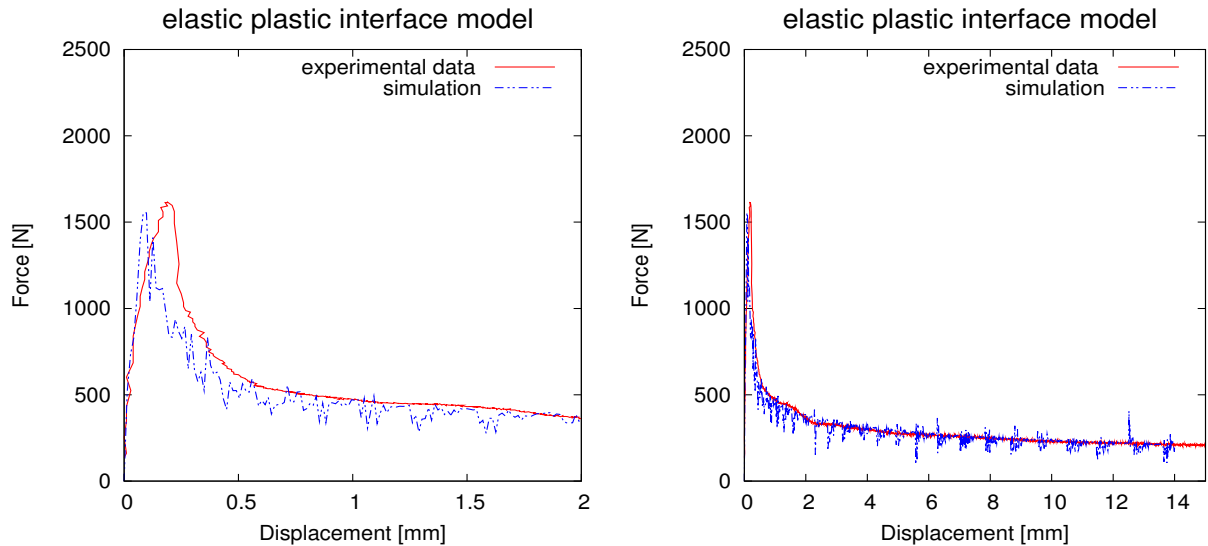 elastic plastic interface model
2500
2000
1500
1000
500
0
Force [N]
experimental data
simulation
0 0.5 1 1.5 2
Displacement [mm]
elastic plastic interface model
2500
2000
1500
1000
500
0
Force [N]
experimental data
simulation
0 2 4 6 8 10 12 14
Displacement [mm]